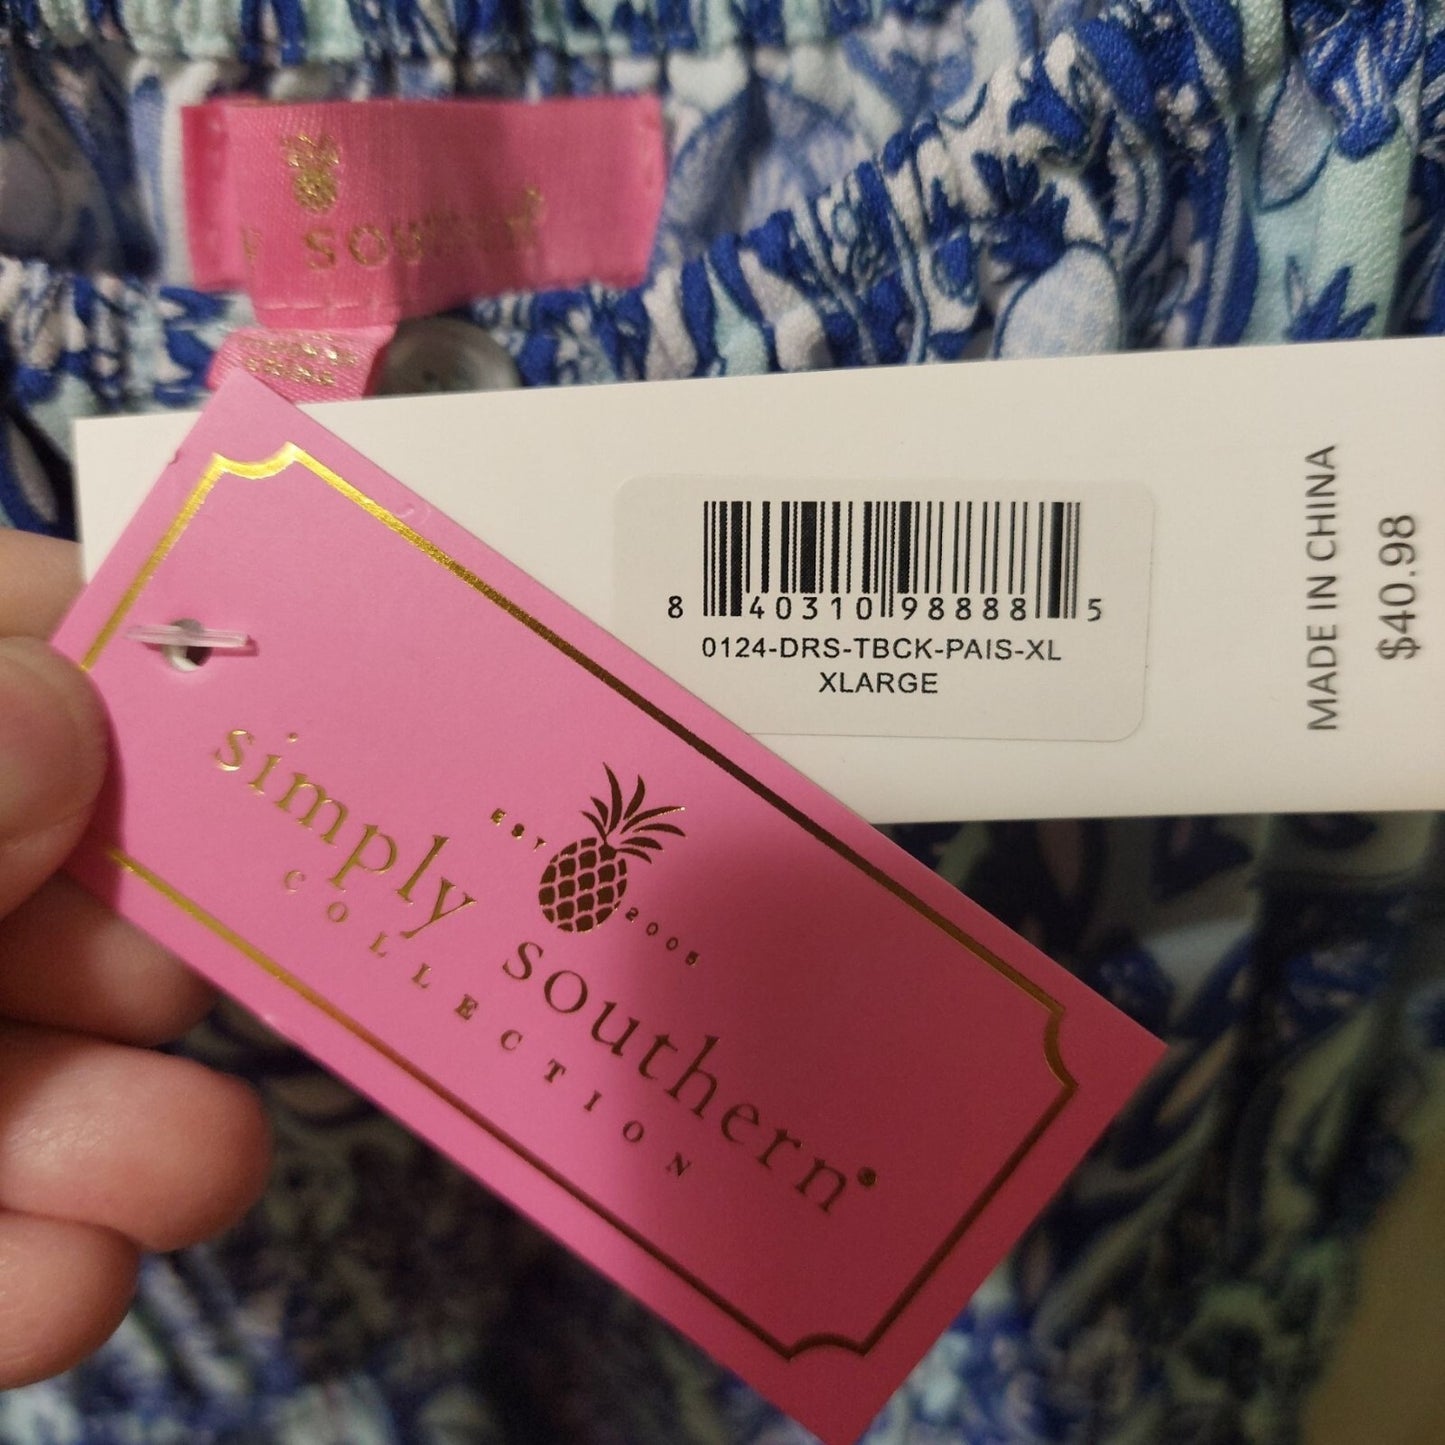 SOUTHERN
8 40310 98888 5
0124-DRS-TBCK-PAIS-XL
XLARGE
MADE IN CHINA
$40.98
EST. 2005
simply southern®
COLLECTION